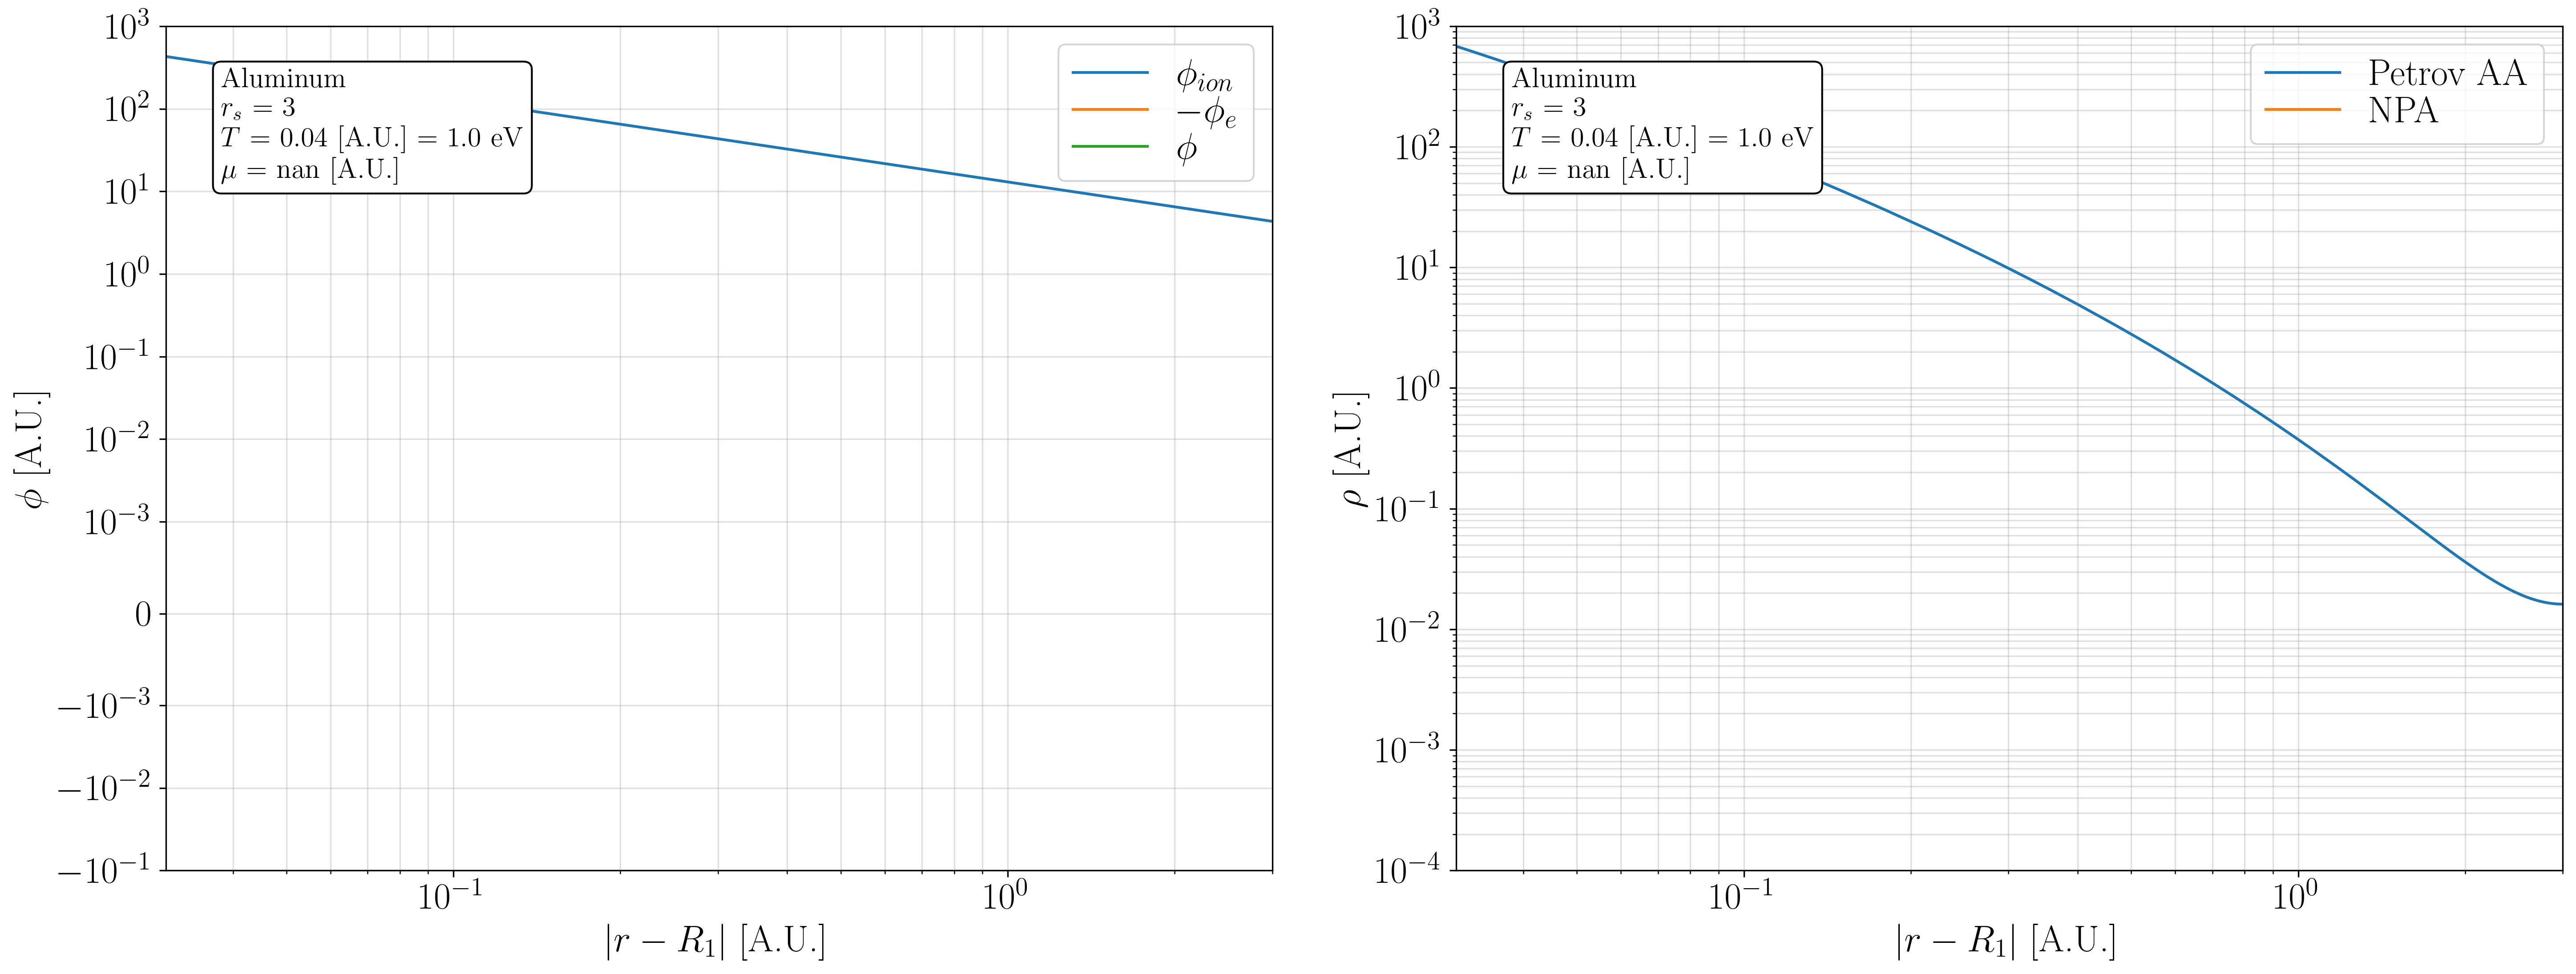 10^3
10^2
10^1
10^0
10^{-1}
10^{-2}
10^{-3}
0
−10^{-3}
−10^{-2}
−10^{-1}
ϕ [A.U.]
Aluminum
r_s = 3
T = 0.04 [A.U.] = 1.0 eV
μ = nan [A.U.]
ϕ_{ion}
−ϕ_e
ϕ
10^{-1} 10^0
|r − R_1| [A.U.]
10^3
10^2
10^1
10^0
10^{-1}
10^{-2}
10^{-3}
10^{-4}
ρ [A.U.]
Aluminum
r_s = 3
T = 0.04 [A.U.] = 1.0 eV
μ = nan [A.U.]
Petrov AA
NPA
10^{-1} 10^0
|r − R_1| [A.U.]